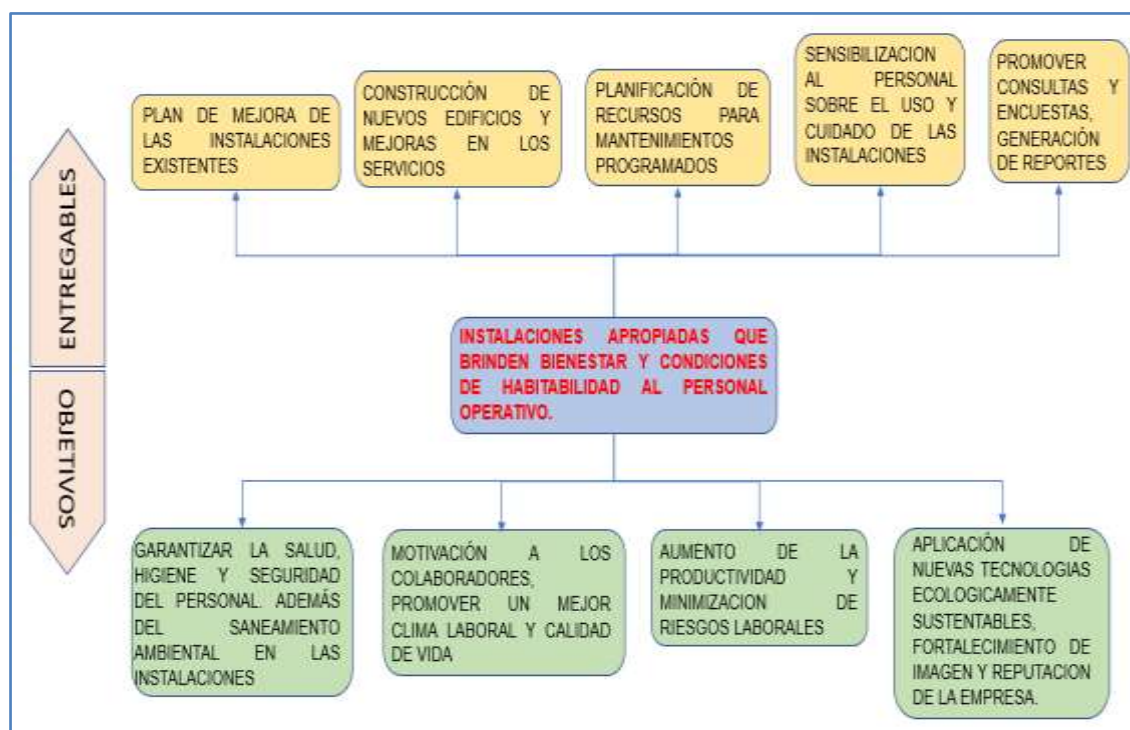 ENTREGABLES
PLAN DE MEJORA DE
LAS INSTALACIONES
EXISTENTES
CONSTRUCCIÓN DE
NUEVOS EDIFICIOS Y
MEJORAS EN LOS
SERVICIOS
PLANIFICACIÓN DE
RECURSOS PARA
MANTENIMIENTOS
PROGRAMADOS
SENSIBILIZACION
AL PERSONAL
SOBRE EL USO Y
CUIDADO DE LAS
INSTALACIONES
PROMOVER
CONSULTAS Y
ENCUESTAS,
GENERACIÓN
DE REPORTES
INSTALACIONES APROPIADAS QUE
BRINDEN BIENESTAR Y CONDICIONES
DE HABITABILIDAD AL PERSONAL
OPERATIVO.
OBJETIVOS
GARANTIZAR LA SALUD,
HIGIENE Y SEGURIDAD
DEL PERSONAL. ADEMÁS
DEL SANEAMIENTO
AMBIENTAL EN LAS
INSTALACIONES
MOTIVACIÓN A LOS
COLABORADORES,
PROMOVER UN MEJOR
CLIMA LABORAL Y CALIDAD
DE VIDA
AUMENTO DE LA
PRODUCTIVIDAD Y
MINIMIZACION DE
RIESGOS LABORALES
APLICACIÓN DE
NUEVAS TECNOLOGIAS
ECOLOGICAMENTE
SUSTENTABLES,
FORTALECIMIENTO DE
IMAGEN Y REPUTACION
DE LA EMPRESA.